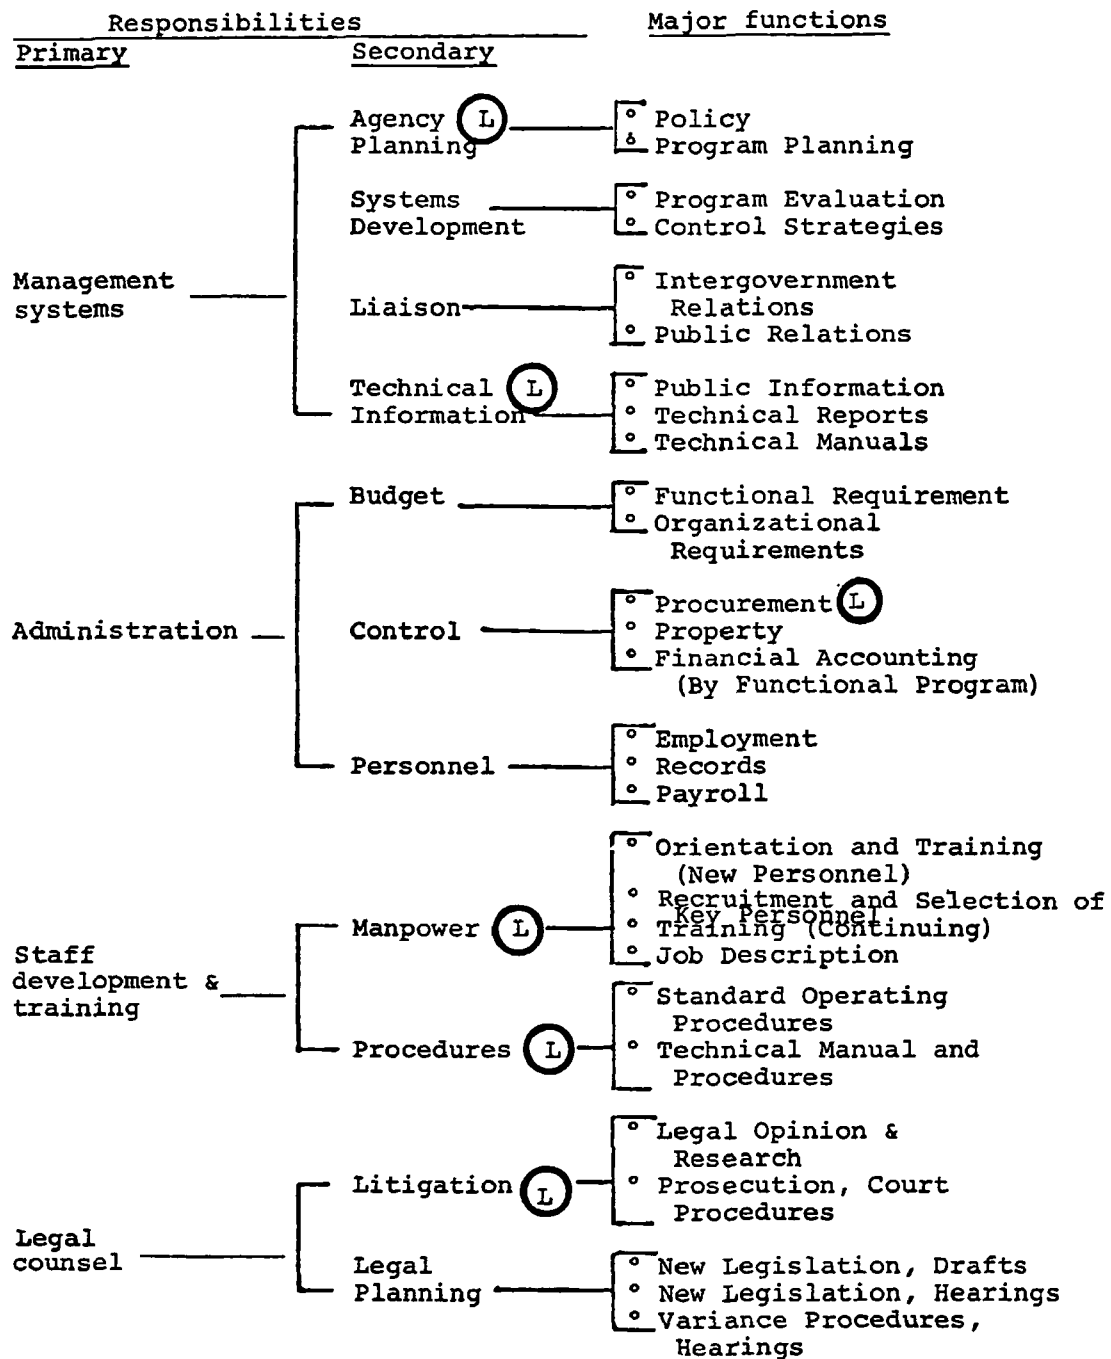 Responsibilities Major functions
Primary Secondary
Agency L
Planning
° Policy
° Program Planning
Systems
Development
° Program Evaluation
° Control Strategies
Management
systems
Liaison
° Intergovernment
Relations
° Public Relations
Technical L
Information
° Public Information
° Technical Reports
° Technical Manuals
Budget
° Functional Requirement
° Organizational
Requirements
Administration
Control
° Procurement L
° Property
° Financial Accounting
(By Functional Program)
Personnel
° Employment
° Records
° Payroll
Staff
development &
training
Manpower L
° Orientation and Training
(New Personnel)
° Recruitment and Selection of
Key Personnel
° Training (Continuing)
° Job Description
Procedures L
° Standard Operating
Procedures
° Technical Manual and
Procedures
Legal
counsel
Litigation L
° Legal Opinion &
Research
° Prosecution, Court
Procedures
Legal
Planning
° New Legislation, Drafts
° New Legislation, Hearings
° Variance Procedures,
Hearings